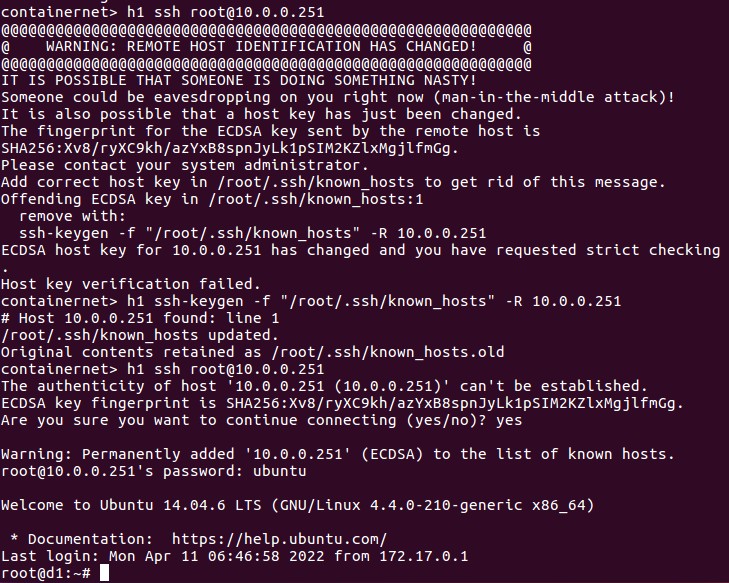 containernet> h1 ssh root@10.0.0.251
@@@@@@@@@@@@@@@@@@@@@@@@@@@@@@@@@@@@@@@@@@@@@@@@@@@@@@@@@@@
@    WARNING: REMOTE HOST IDENTIFICATION HAS CHANGED!     @
@@@@@@@@@@@@@@@@@@@@@@@@@@@@@@@@@@@@@@@@@@@@@@@@@@@@@@@@@@@
IT IS POSSIBLE THAT SOMEONE IS DOING SOMETHING NASTY!
Someone could be eavesdropping on you right now (man-in-the-middle attack)!
It is also possible that a host key has just been changed.
The fingerprint for the ECDSA key sent by the remote host is
SHA256:Xv8/ryXC9kh/azYxB8spnJyLk1pSIM2KZlxMgjlfmGg.
Please contact your system administrator.
Add correct host key in /root/.ssh/known_hosts to get rid of this message.
Offending ECDSA key in /root/.ssh/known_hosts:1
  remove with:
  ssh-keygen -f "/root/.ssh/known_hosts" -R 10.0.0.251
ECDSA host key for 10.0.0.251 has changed and you have requested strict checking
.
Host key verification failed.
containernet> h1 ssh-keygen -f "/root/.ssh/known_hosts" -R 10.0.0.251
# Host 10.0.0.251 found: line 1
/root/.ssh/known_hosts updated.
Original contents retained as /root/.ssh/known_hosts.old
containernet> h1 ssh root@10.0.0.251
The authenticity of host '10.0.0.251 (10.0.0.251)' can't be established.
ECDSA key fingerprint is SHA256:Xv8/ryXC9kh/azYxB8spnJyLk1pSIM2KZlxMgjlfmGg.
Are you sure you want to continue connecting (yes/no)? yes
Warning: Permanently added '10.0.0.251' (ECDSA) to the list of known hosts.
root@10.0.0.251's password: ubuntu
Welcome to Ubuntu 14.04.6 LTS (GNU/Linux 4.4.0-210-generic x86_64)
 * Documentation:  https://help.ubuntu.com/
Last login: Mon Apr 11 06:46:58 2022 from 172.17.0.1
root@d1:~#